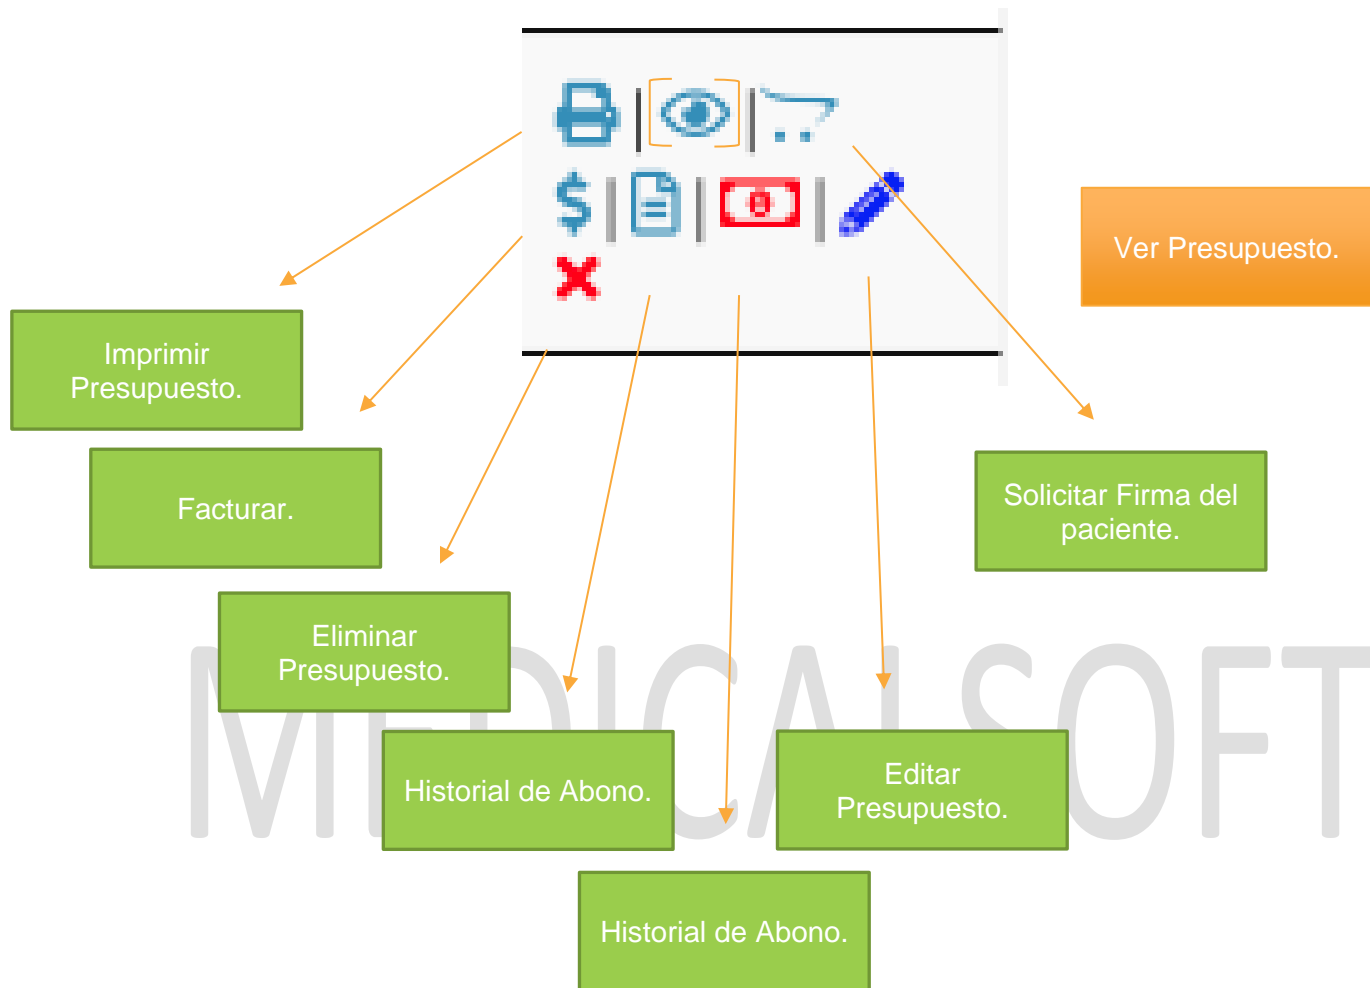 Ver Presupuesto.
Imprimir
Presupuesto.
Facturar.
Solicitar Firma del
paciente.
Eliminar
Presupuesto.
Historial de Abono.
Editar
Presupuesto.
Historial de Abono.
MEDICALSOFT